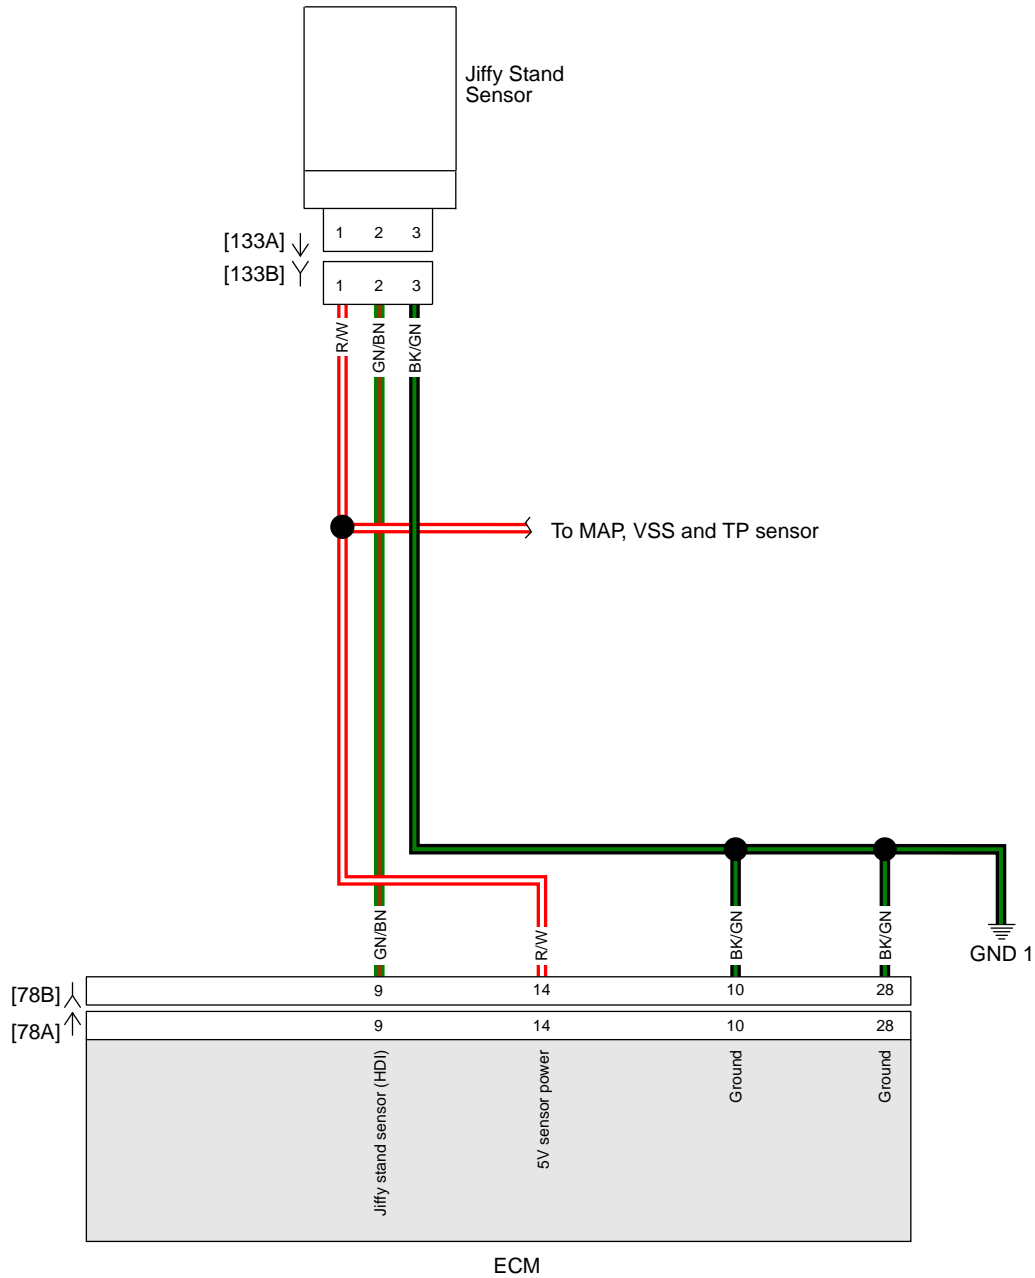 Jiffy Stand
Sensor
[133A]
1 2 3
[133B]
1 2 3
R/W
GN/BN
BK/GN
To MAP, VSS and TP sensor
GN/BN
R/W
BK/GN
BK/GN
GND 1
[78B]
9 14 10 28
[78A]
9 14 10 28
Jiffy stand sensor (HDI)
5V sensor power
Ground
Ground
ECM